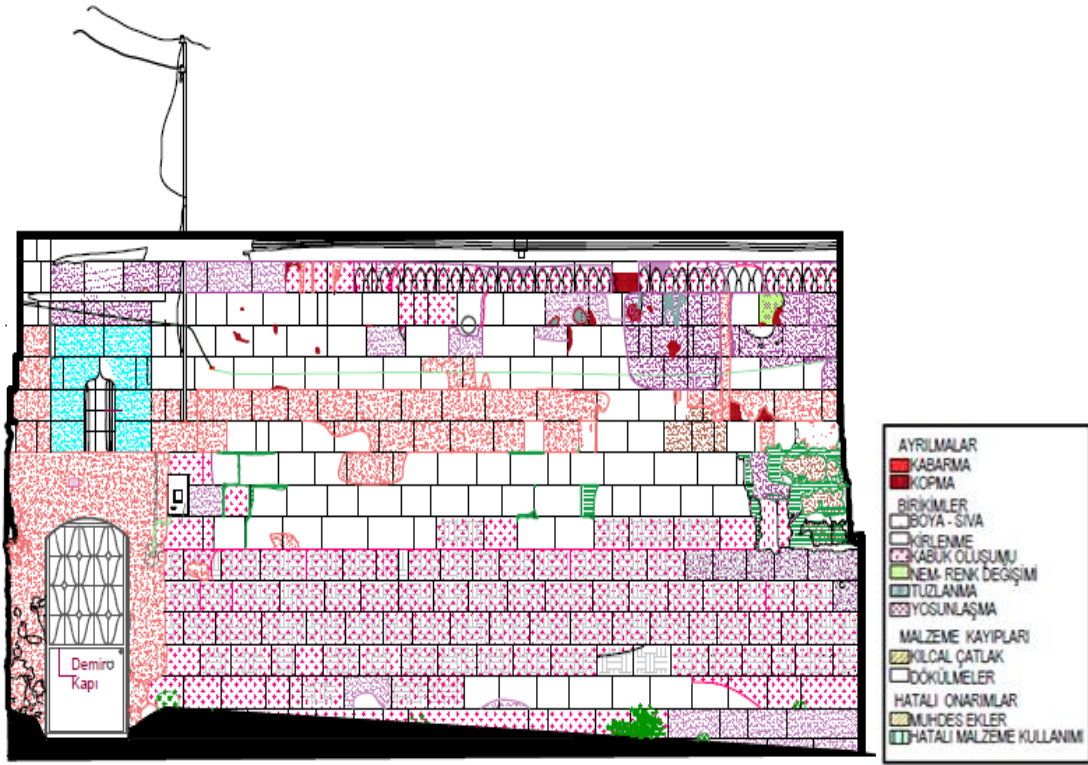 Demir
Kapı
AYRILMALAR
KABARMA
KOPMA
BİRİKİMLER
BOYA - SIVA
KİRLENME
KABUK OLUŞUMU
NEM- RENK DEĞİŞİMİ
TUZLANMA
YOSUNLAŞMA
MALZEME KAYIPLARI
KILCAL ÇATLAK
DÖKÜLMELER
HATALI ONARIMLAR
MUHDES EKLER
HATALI MALZEME KULLANIMI